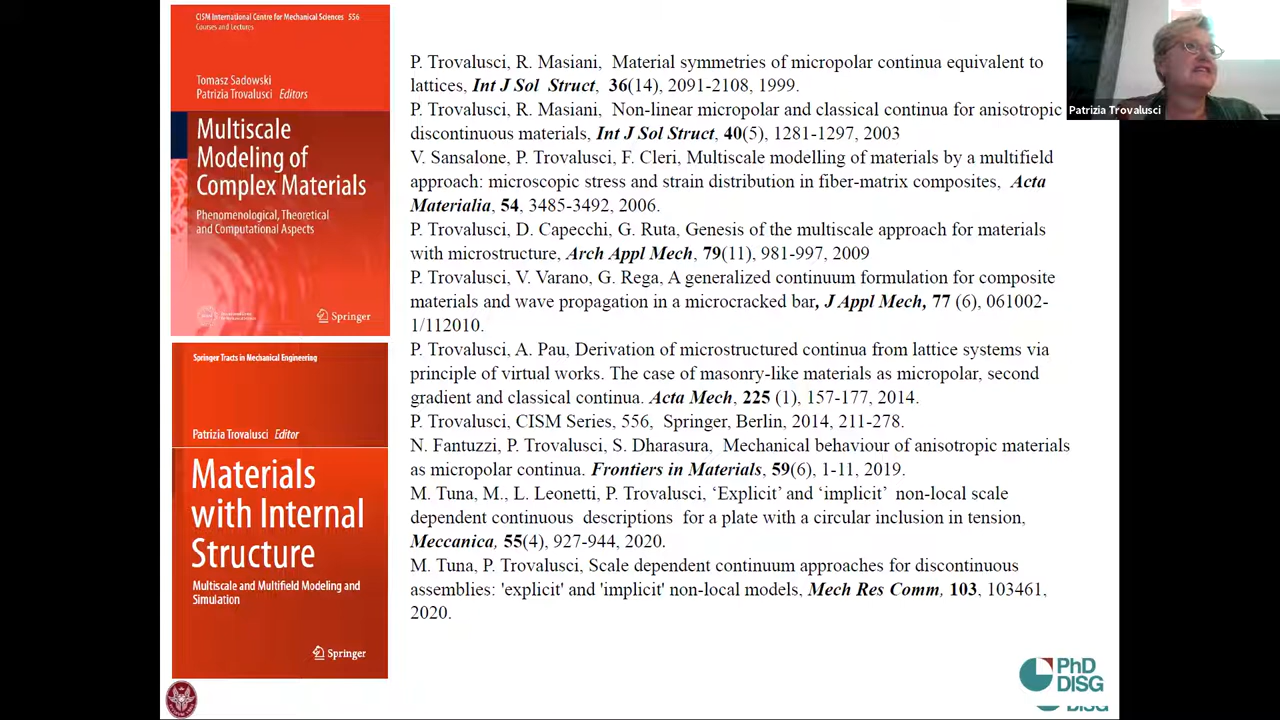 CISM International Centre for Mechanical Sciences 556
Courses and Lectures
Tomasz Sadowski
Patrizia Trovalusci Editors
Multiscale
Modeling of
Complex Materials
Phenomenological, Theoretical
and Computational Aspects
Springer
Springer Tracts in Mechanical Engineering
Patrizia Trovalusci Editor
Materials
with Internal
Structure
Multiscale and Multifield Modeling and
Simulation
Springer
P. Trovalusci, R. Masiani, Material symmetries of micropolar continua equivalent to
lattices, Int J Sol Struct, 36(14), 2091-2108, 1999.
P. Trovalusci, R. Masiani, Non-linear micropolar and classical continua for anisotropic
discontinuous materials, Int J Sol Struct, 40(5), 1281-1297, 2003
V. Sansalone, P. Trovalusci, F. Cleri, Multiscale modelling of materials by a multifield
approach: microscopic stress and strain distribution in fiber-matrix composites, Acta
Materialia, 54, 3485-3492, 2006.
P. Trovalusci, D. Capecchi, G. Ruta, Genesis of the multiscale approach for materials
with microstructure, Arch Appl Mech, 79(11), 981-997, 2009
P. Trovalusci, V. Varano, G. Rega, A generalized continuum formulation for composite
materials and wave propagation in a microcracked bar, J Appl Mech, 77 (6), 061002-
1/112010.
P. Trovalusci, A. Pau, Derivation of microstructured continua from lattice systems via
principle of virtual works. The case of masonry-like materials as micropolar, second
gradient and classical continua. Acta Mech, 225 (1), 157-177, 2014.
P. Trovalusci, CISM Series, 556, Springer, Berlin, 2014, 211-278.
N. Fantuzzi, P. Trovalusci, S. Dharasura, Mechanical behaviour of anisotropic materials
as micropolar continua. Frontiers in Materials, 59(6), 1-11, 2019.
M. Tuna, M., L. Leonetti, P. Trovalusci, ‘Explicit’ and ‘implicit’ non-local scale
dependent continuous descriptions for a plate with a circular inclusion in tension,
Meccanica, 55(4), 927-944, 2020.
M. Tuna, P. Trovalusci, Scale dependent continuum approaches for discontinuous
assemblies: 'explicit' and 'implicit' non-local models, Mech Res Comm, 103, 103461,
2020.
Patrizia Trovalusci
PhD
DISG
DISG